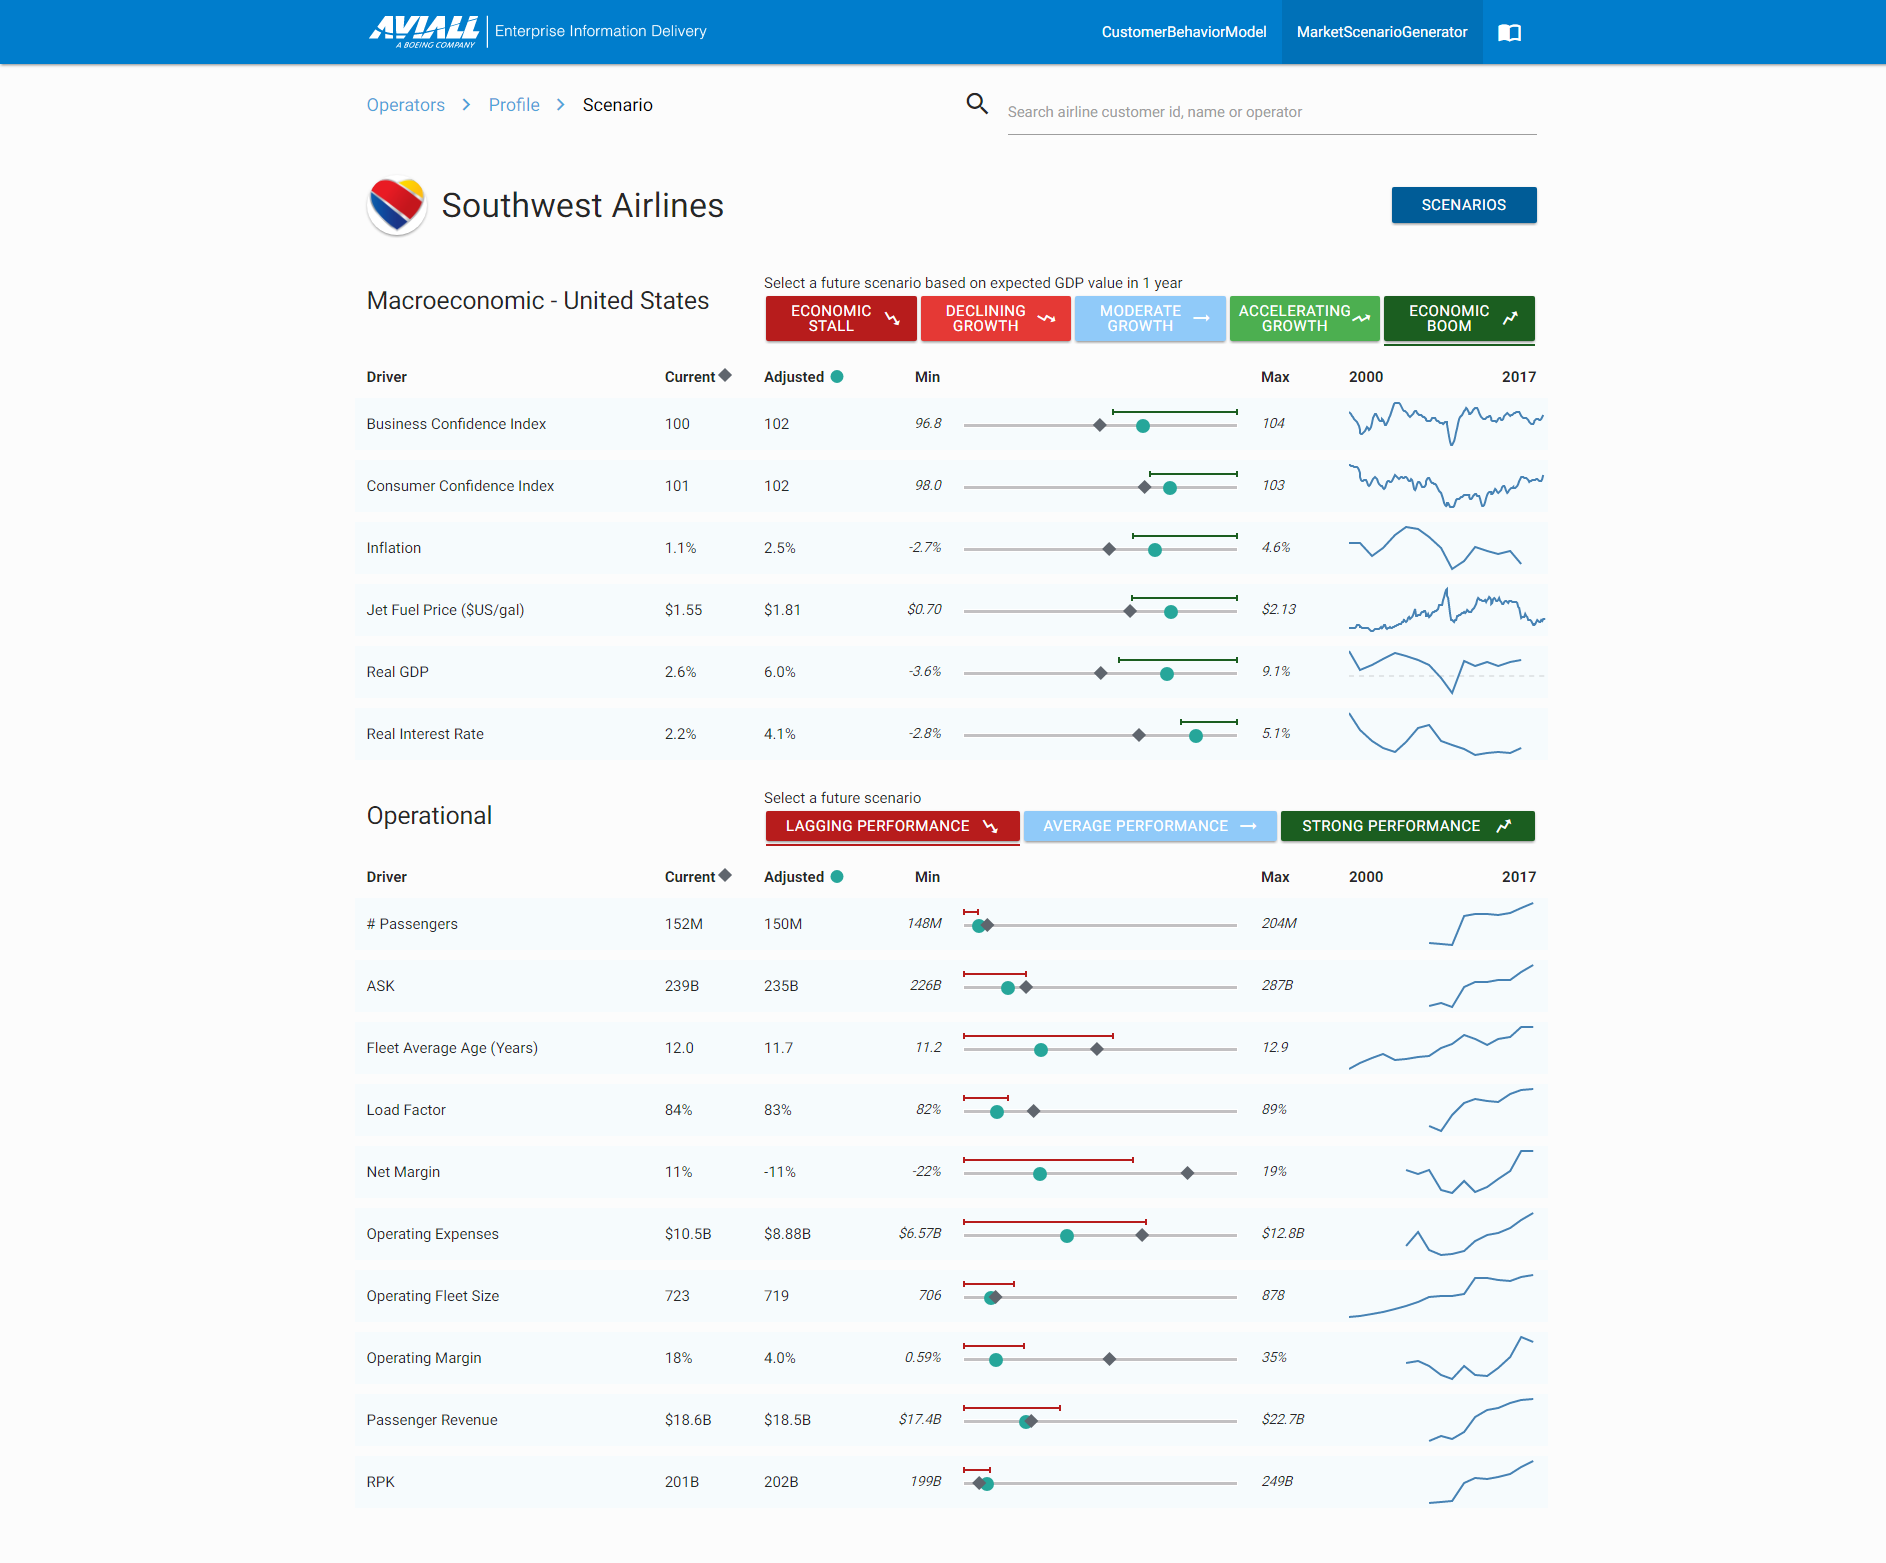 AVIALL
A BOEING COMPANY
Enterprise Information Delivery
CustomerBehaviorModel
MarketScenarioGenerator
Operators > Profile > Scenario
Search airline customer id, name or operator
Southwest Airlines
SCENARIOS
Macroeconomic - United States
Select a future scenario based on expected GDP value in 1 year
ECONOMIC
STALL
DECLINING
GROWTH
MODERATE
GROWTH
ACCELERATING
GROWTH
ECONOMIC
BOOM
Driver Current Adjusted Min Max 2000 2017
Business Confidence Index 100 102 96.8 104
Consumer Confidence Index 101 102 98.0 103
Inflation 1.1% 2.5% -2.7% 4.6%
Jet Fuel Price ($US/gal) $1.55 $1.81 $0.70 $2.13
Real GDP 2.6% 6.0% -3.6% 9.1%
Real Interest Rate 2.2% 4.1% -2.8% 5.1%
Operational
Select a future scenario
LAGGING PERFORMANCE
AVERAGE PERFORMANCE
STRONG PERFORMANCE
Driver Current Adjusted Min Max 2000 2017
# Passengers 152M 150M 148M 204M
ASK 239B 235B 226B 287B
Fleet Average Age (Years) 12.0 11.7 11.2 12.9
Load Factor 84% 83% 82% 89%
Net Margin 11% -11% -22% 19%
Operating Expenses $10.5B $8.88B $6.57B $12.8B
Operating Fleet Size 723 719 706 878
Operating Margin 18% 4.0% 0.59% 35%
Passenger Revenue $18.6B $18.5B $17.4B $22.7B
RPK 201B 202B 199B 249B